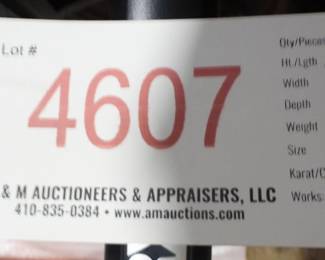 Lot #
4607
& M AUCTIONEERS & APPRAISERS, LLC
410-835-0384 • www.amauctions.com
Qty/Pieces
Ht./Lgth
Width
Depth
Weight
Size
Karat/C
Works: